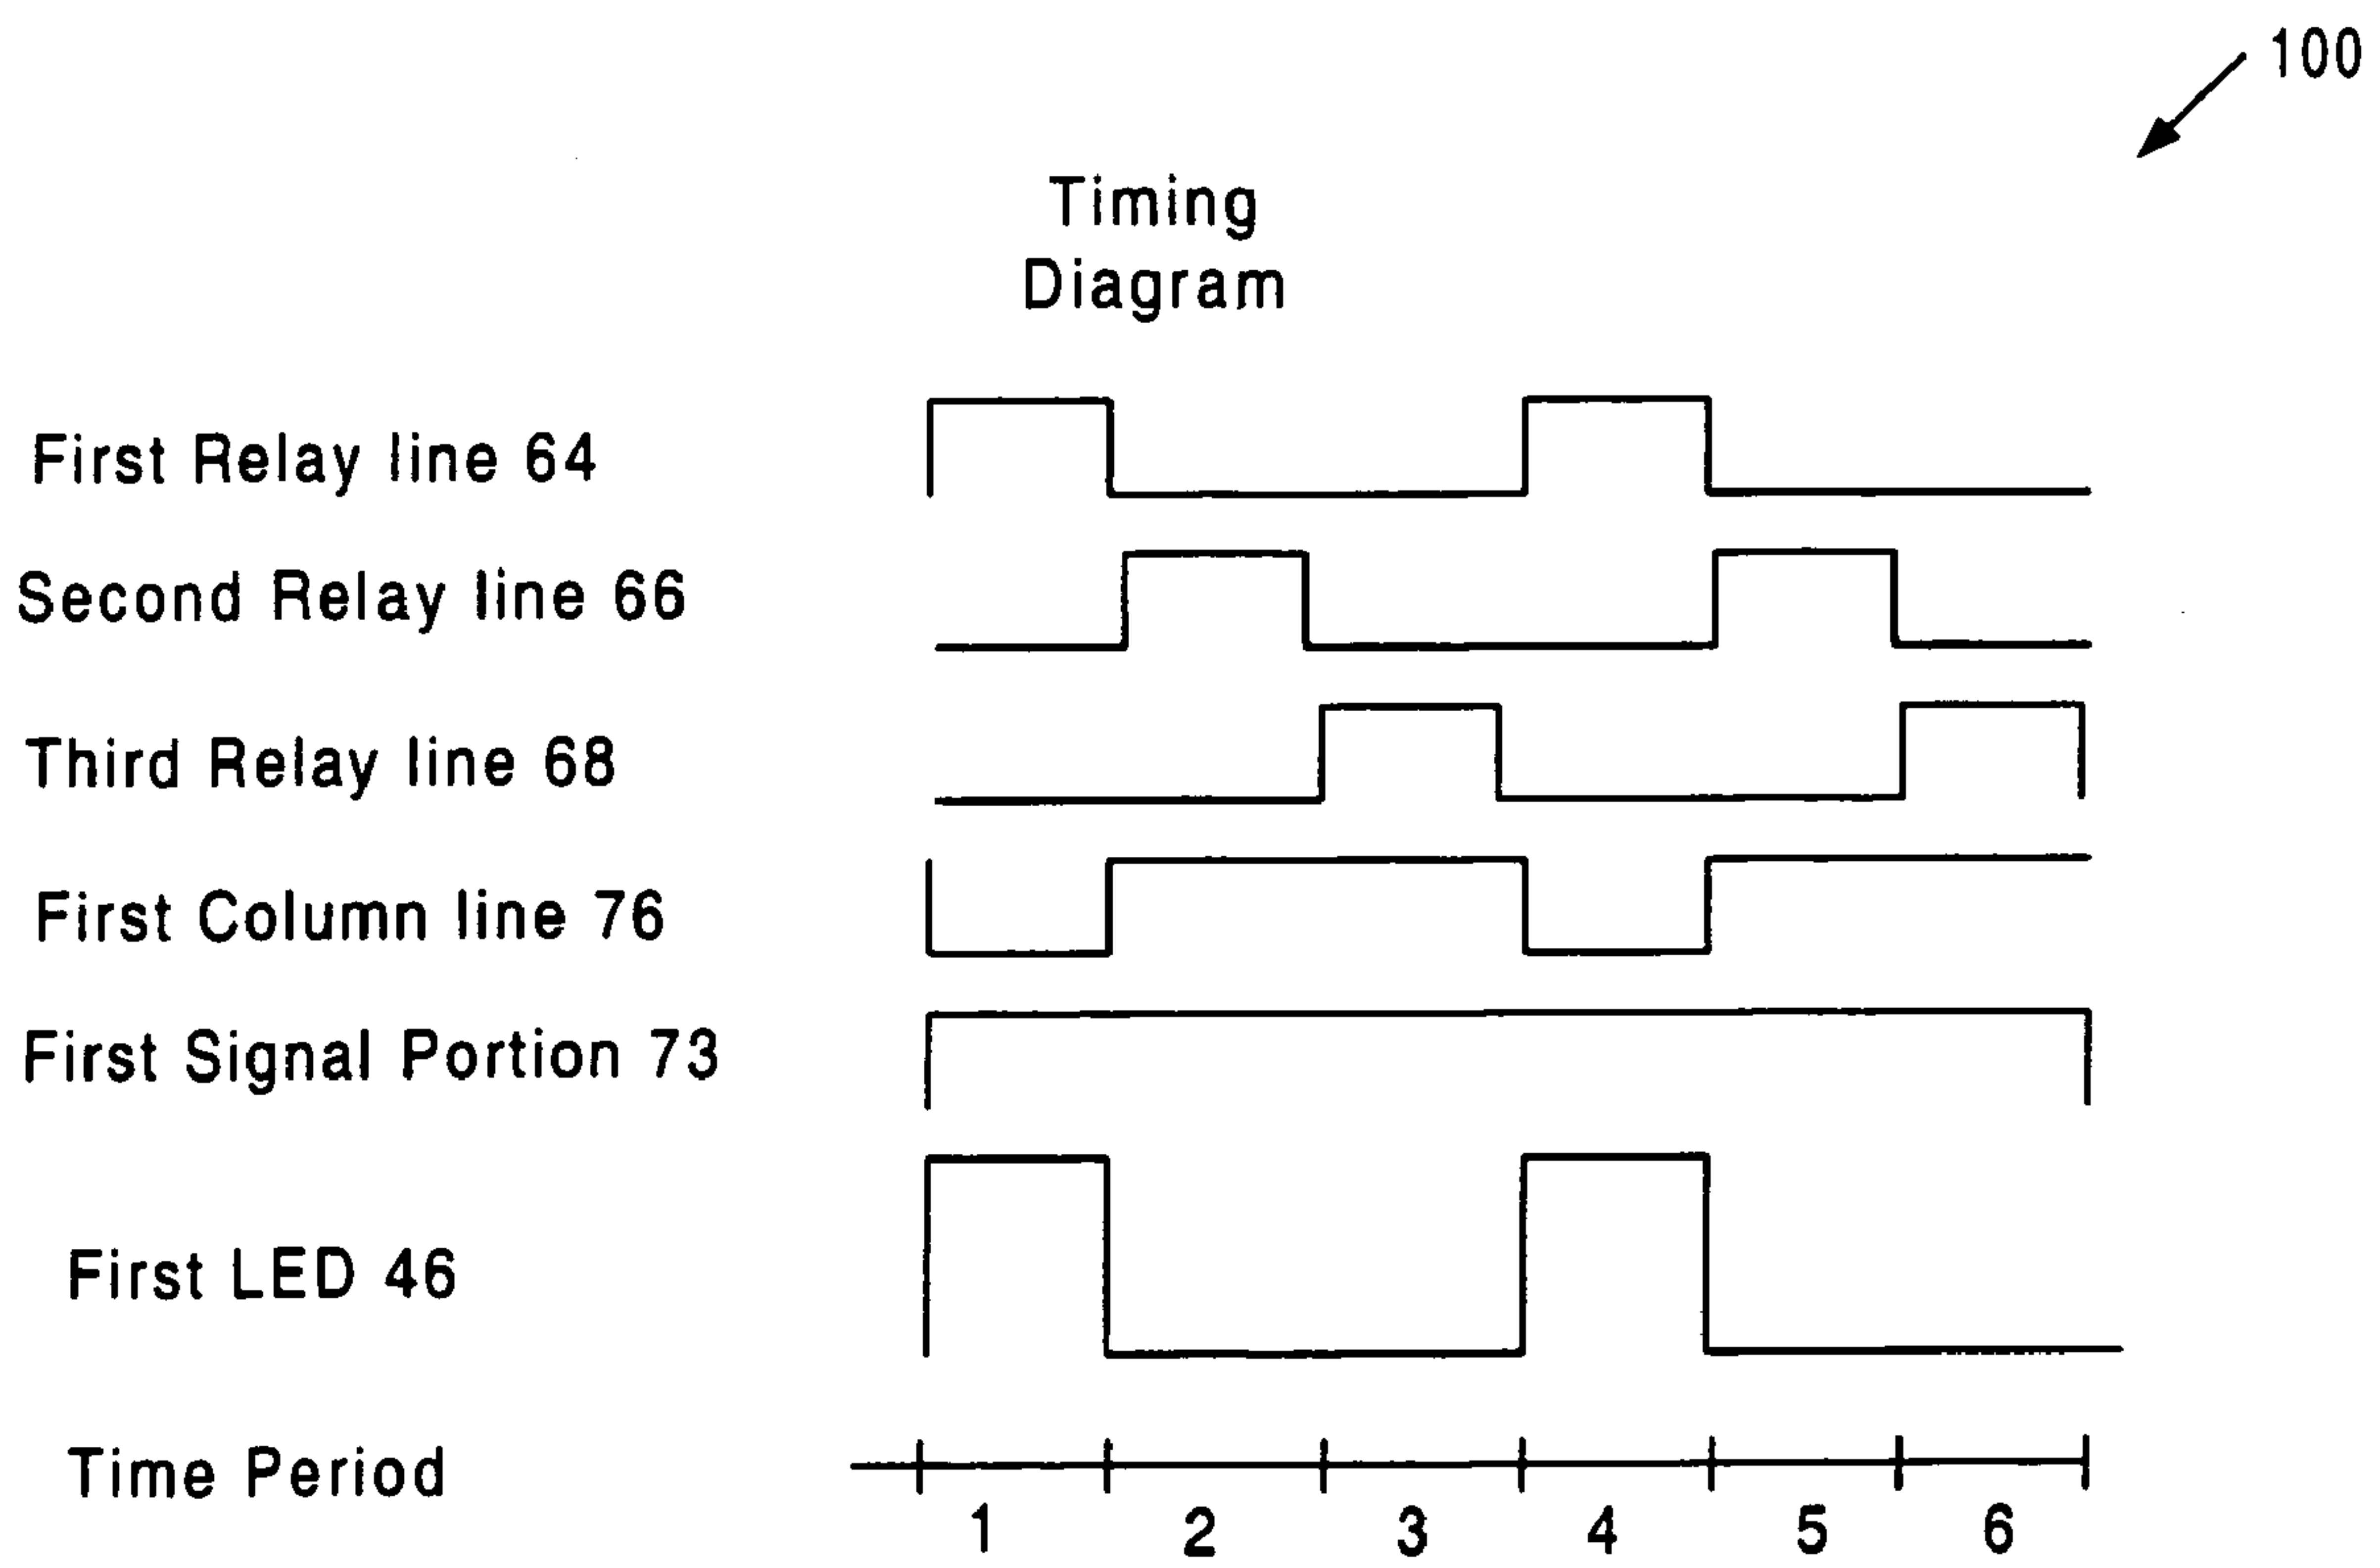 100
Timing
Diagram
First Relay line 64
Second Relay line 66
Third Relay line 68
First Column line 76
First Signal Portion 73
First LED 46
Time Period
1 2 3 4 5 6